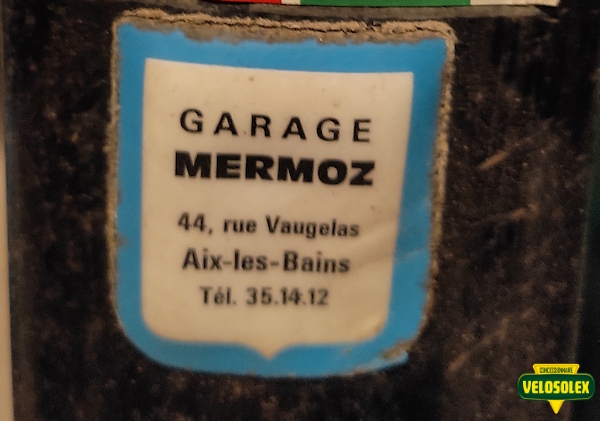 GARAGE
MERMOZ
44, rue Vaugelas
Aix-les-Bains
Tél. 35.14.12
CONCESSIONNAIRE
VELOSOLEX